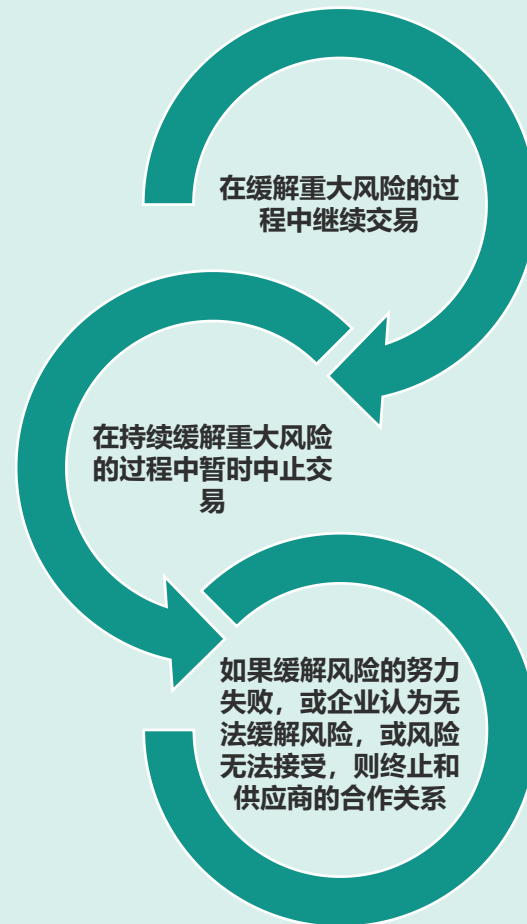 在缓解重大风险的过
程中继续交易
在持续缓解重大风险
的过程中暂时中止交
易
如果缓解风险的努力
失败，或企业认为无
法缓解风险，或风险
无法接受，则终止和
供应商的合作关系